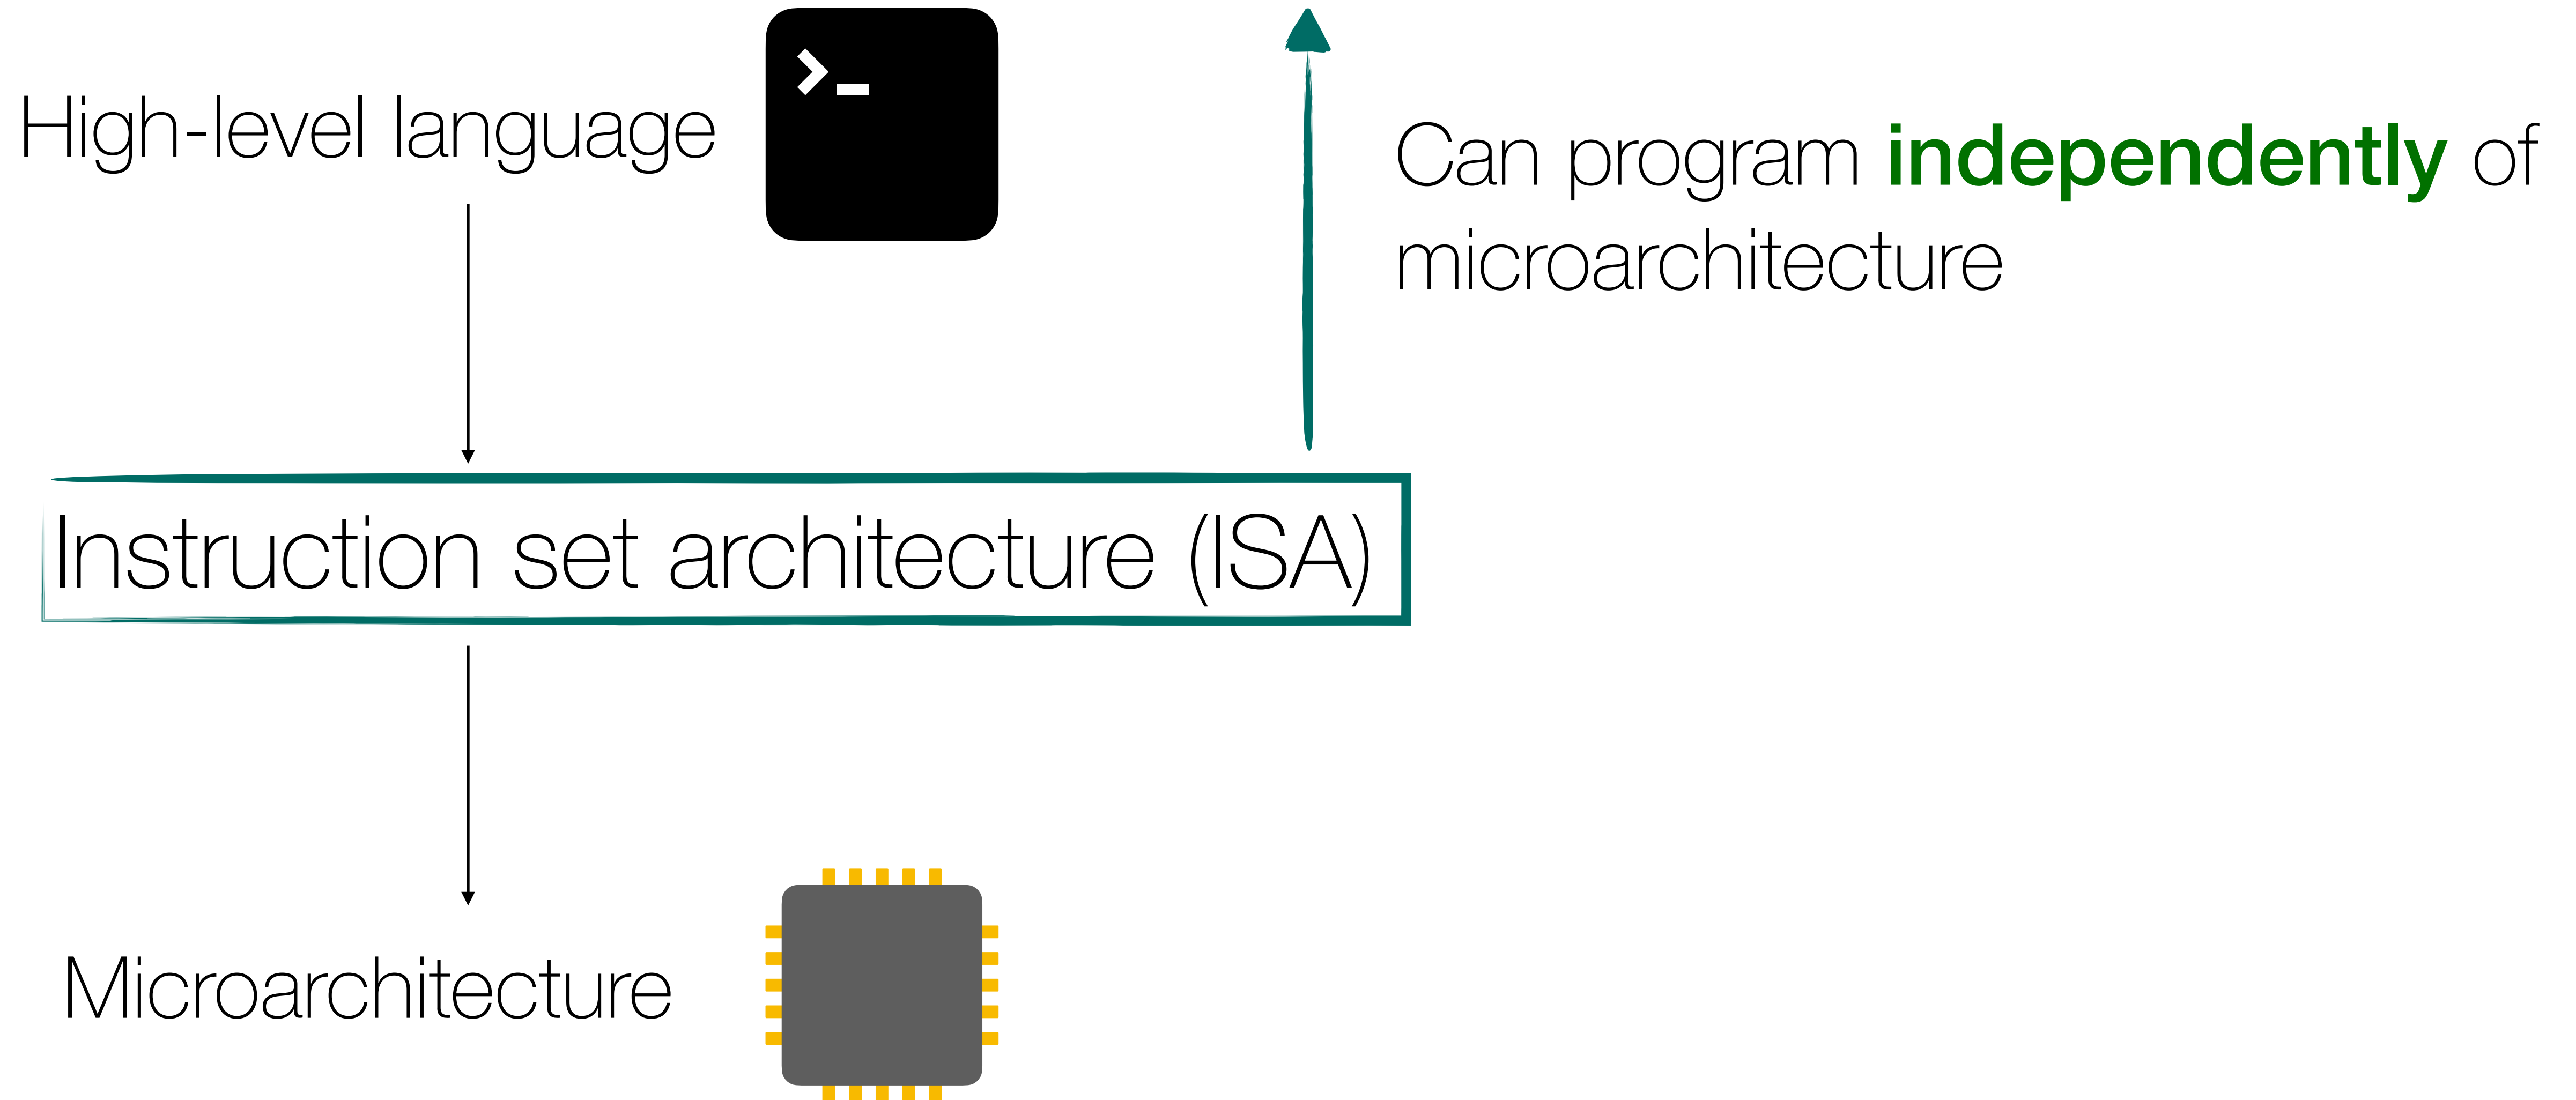 High-level language
>_
Can program independently of
microarchitecture
Instruction set architecture (ISA)
Microarchitecture